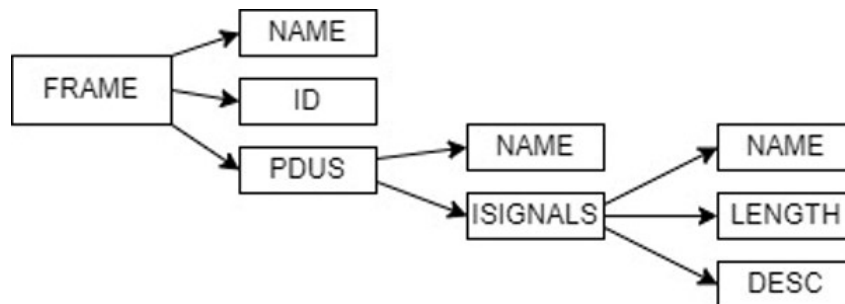 NAME
FRAME
ID
PDUS
NAME
NAME
ISIGNALS
LENGTH
DESC